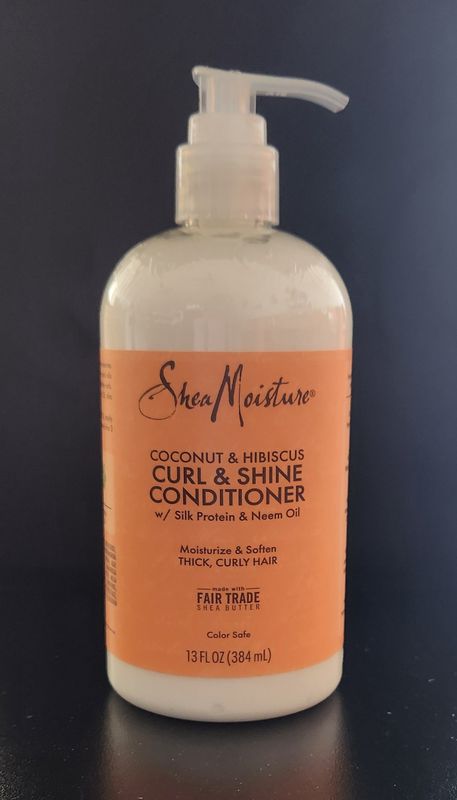 SheaMoisture®
COCONUT & HIBISCUS
CURL & SHINE
CONDITIONER
w/ Silk Protein & Neem Oil
Moisturize & Soften
THICK, CURLY HAIR
made with
FAIR TRADE
SHEA BUTTER
Color Safe
13 FL OZ (384 mL)